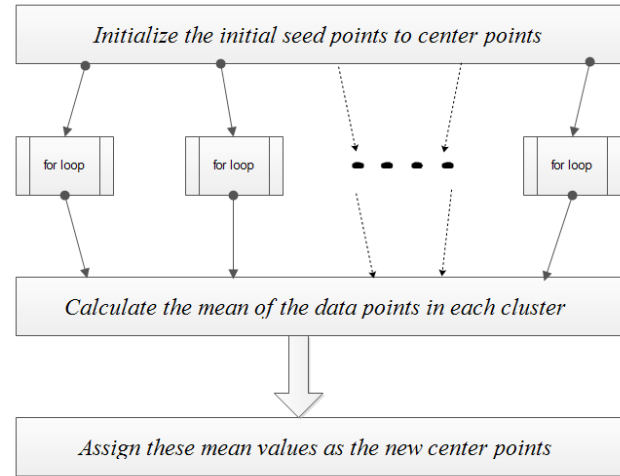 Initialize the initial seed points to center points
for loop
for loop
for loop
Calculate the mean of the data points in each cluster
Assign these mean values as the new center points